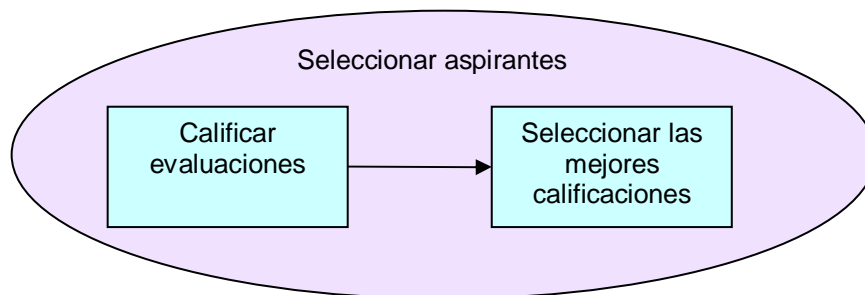 Seleccionar aspirantes
Calificar
evaluaciones
Seleccionar las
mejores
calificaciones